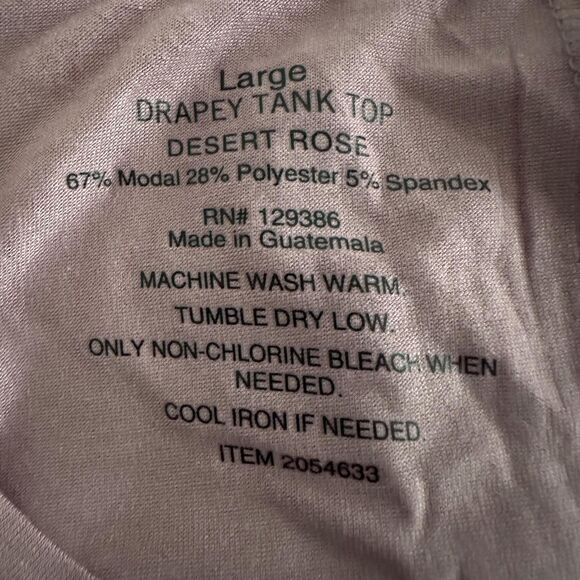 Large
DRAPEY TANK TOP
DESERT ROSE
67% Modal 28% Polyester 5% Spandex
RN# 129386
Made in Guatemala
MACHINE WASH WARM.
TUMBLE DRY LOW.
ONLY NON-CHLORINE BLEACH WHEN
NEEDED.
COOL IRON IF NEEDED.
ITEM 2054633